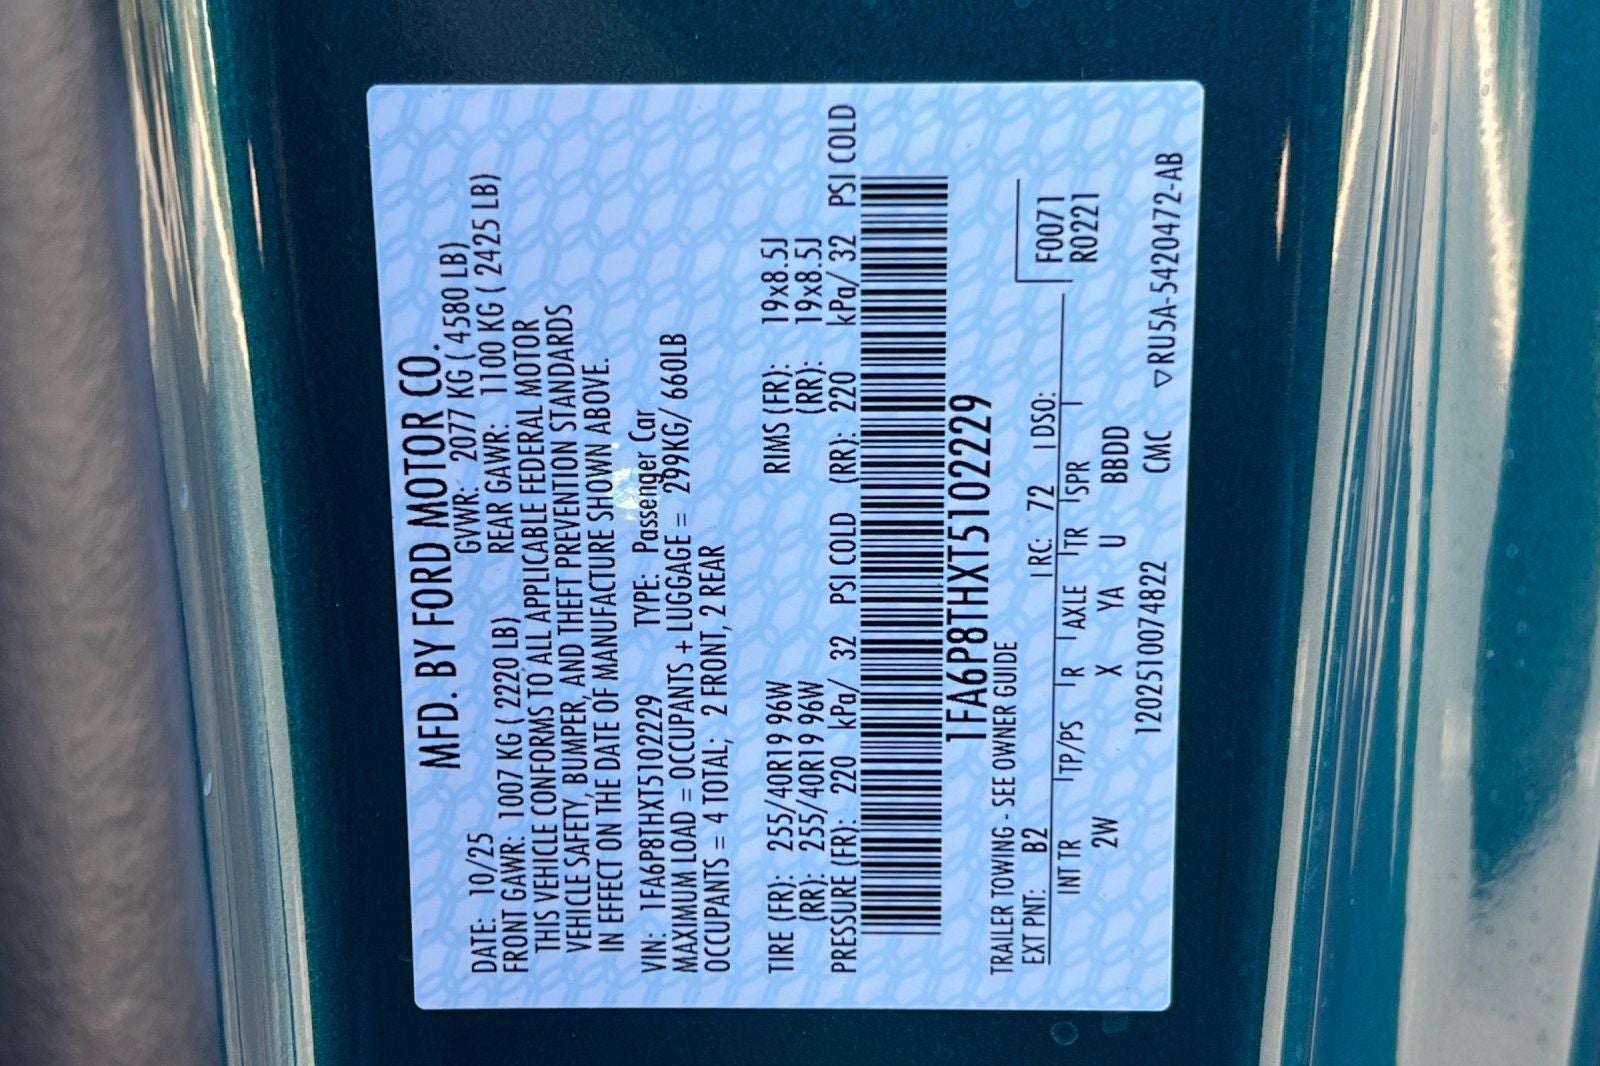 MFD. BY FORD MOTOR CO.
DATE: 10/25 GVWR: 2077 KG ( 4580 LB)
FRONT GAWR: 1007 KG ( 2220 LB) REAR GAWR: 1100 KG ( 2425 LB)
THIS VEHICLE CONFORMS TO ALL APPLICABLE FEDERAL MOTOR
VEHICLE SAFETY, BUMPER, AND THEFT PREVENTION STANDARDS
IN EFFECT ON THE DATE OF MANUFACTURE SHOWN ABOVE.
VIN: 1FA6P8THXT5102229 TYPE: Passenger Car
MAXIMUM LOAD = OCCUPANTS + LUGGAGE = 299KG/ 660LB
OCCUPANTS = 4 TOTAL; 2 FRONT, 2 REAR
TIRE (FR): 255/40R19 96W RIMS (FR): 19x8.5J
(RR): 255/40R19 96W (RR): 19x8.5J
PRESSURE (FR): 220 kPa/ 32 PSI COLD (RR): 220 kPa/ 32 PSI COLD
1FA6P8THXT5102229
TRAILER TOWING - SEE OWNER GUIDE
EXT PNT: B2 RC: 72 DSO: F0071
INT TR TP/PS R AXLE TR SPR R0221
2W X YA U BBDD
1202510074822 CMC ▽RU5A-5420472-AB